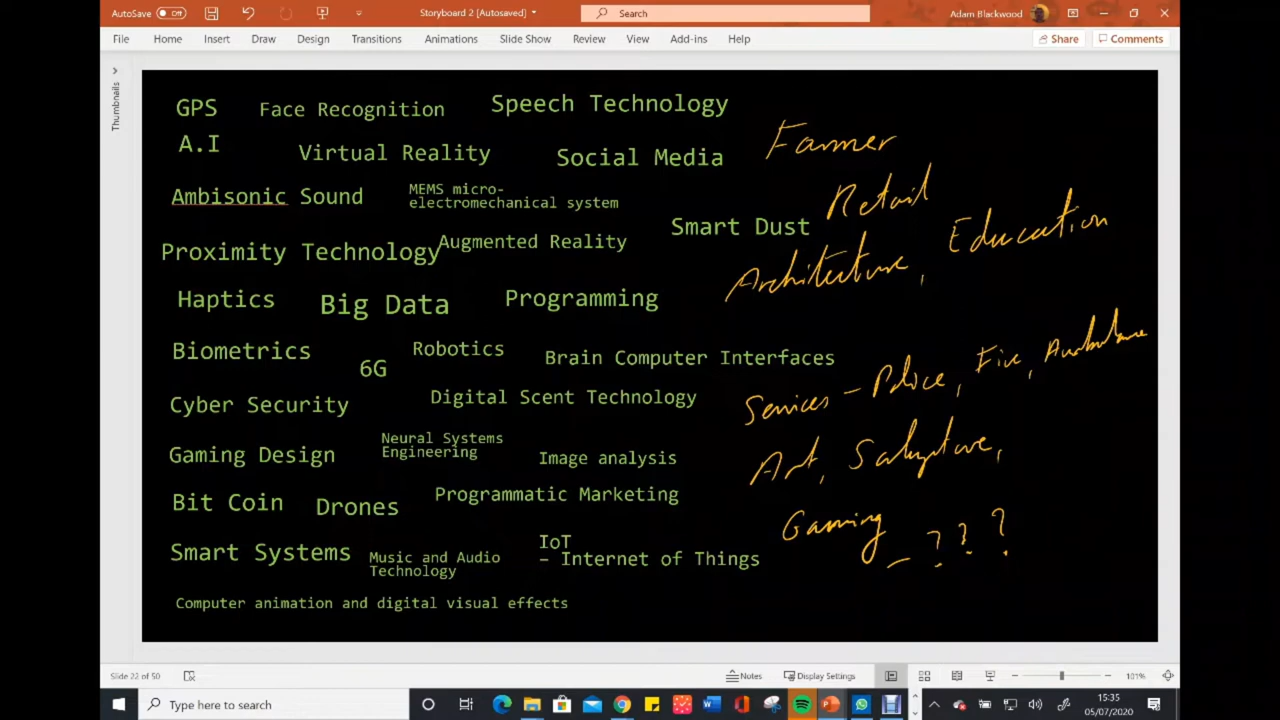 AutoSave Off Storyboard 2 [Autosaved] Search Adam Blackwood
File Home Insert Draw Design Transitions Animations Slide Show Review View Add-ins Help Share Comments
Thumbnails
GPS Face Recognition Speech Technology
A.I Virtual Reality Social Media Farmer
Ambisonic Sound MEMS micro-
electromechanical system Retail
Proximity Technology Augmented Reality Smart Dust Education
Haptics Big Data Programming Architecture,
Biometrics 6G Robotics Brain Computer Interfaces
Cyber Security Digital Scent Technology Services - Police, Fire, Ambulance
Gaming Design Neural Systems
Engineering Image analysis Art,
Bit Coin Drones Programmatic Marketing Gaming
Smart Systems Music and Audio
Technology IoT
- Internet of Things - ? ? ?
Computer animation and digital visual effects
Slide 22 of 50 Notes Display Settings 101%
Type here to search 15:35
05/07/2020